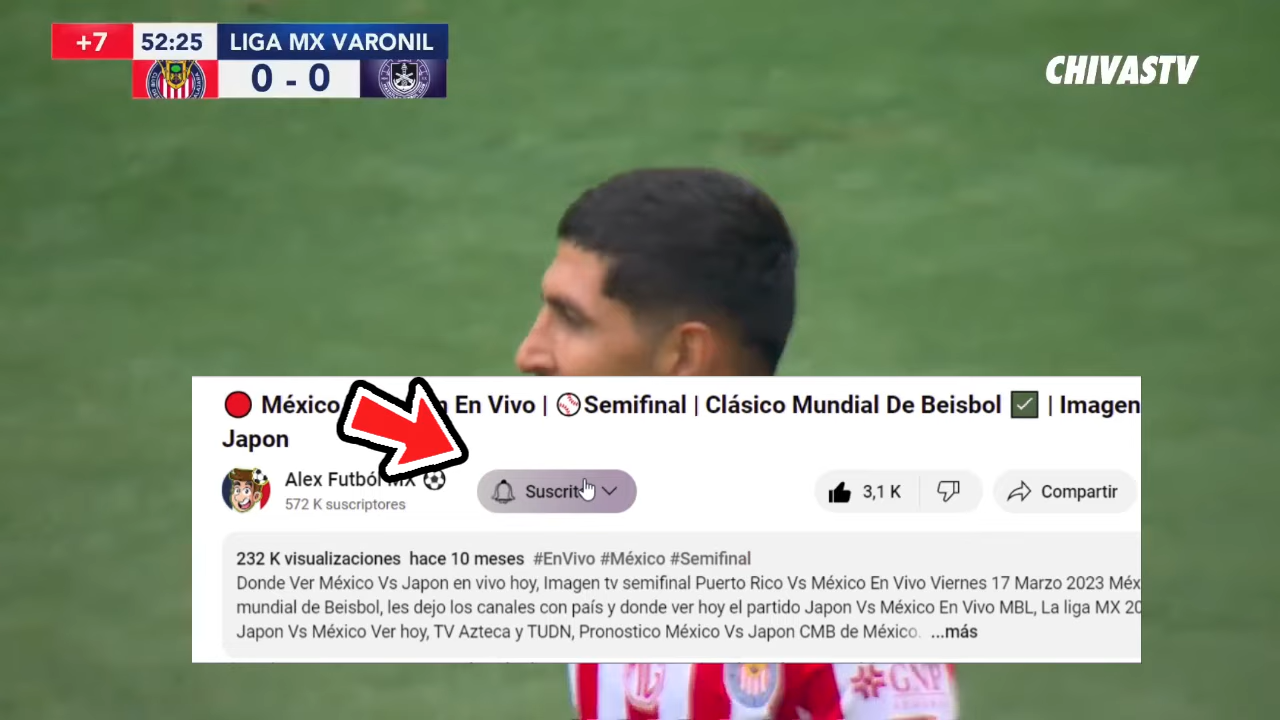 +7 52:25 LIGA MX VARONIL
0 - 0
CHIVASTV
México En Vivo | Semifinal | Clásico Mundial De Beisbol | Imagen
Japon
Alex Futból MX
572 K suscriptores
Suscrit
3,1 K
Compartir
232 K visualizaciones hace 10 meses #EnVivo #México #Semifinal
Donde Ver México Vs Japon en vivo hoy, Imagen tv semifinal Puerto Rico Vs México En Vivo Viernes 17 Marzo 2023 Méx
mundial de Beisbol, les dejo los canales con país y donde ver hoy el partido Japon Vs México En Vivo MBL, La liga MX 20
Japon Vs México Ver hoy, TV Azteca y TUDN, Pronostico México Vs Japon CMB de México. ...más
GNP